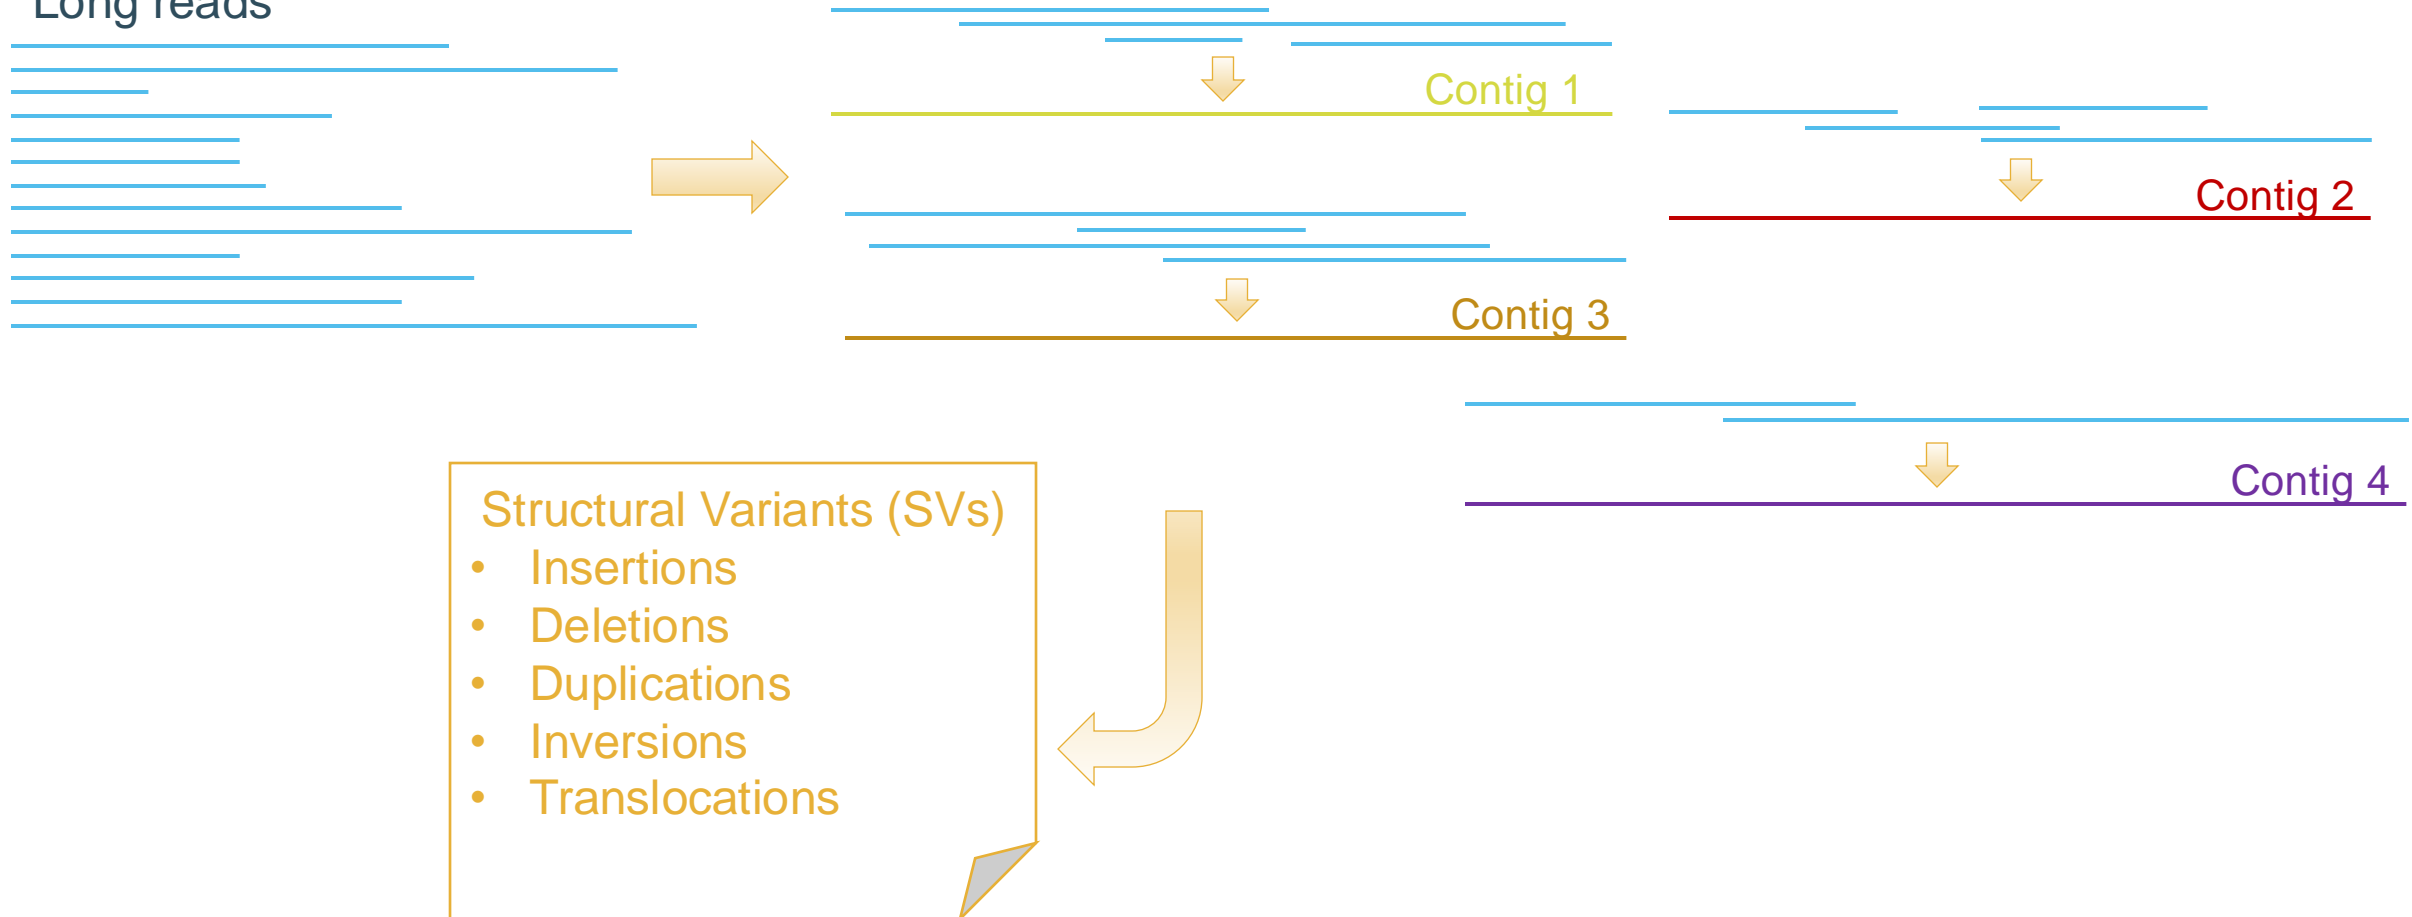 Long reads
Contig 1
Contig 2
Contig 3
Contig 4
Structural Variants (SVs)
• Insertions
• Deletions
• Duplications
• Inversions
• Translocations